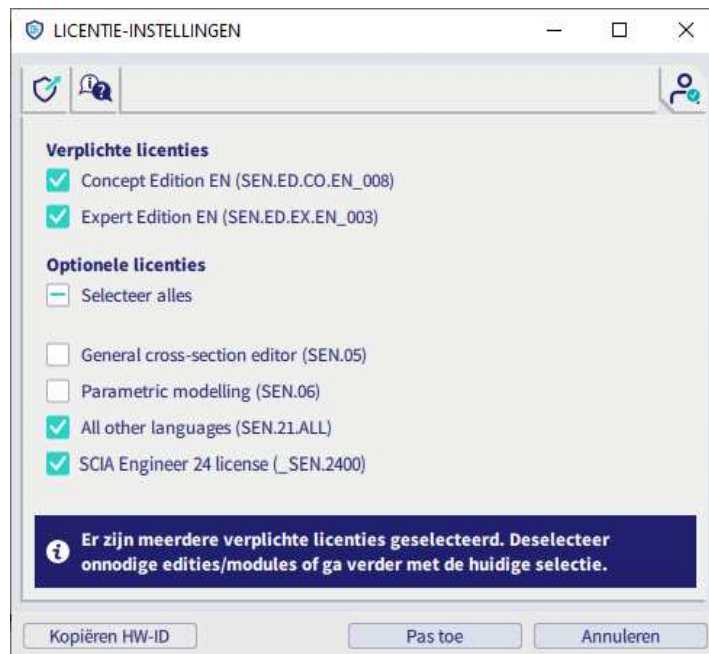 LICENTIE-INSTELLINGEN
Verplichte licenties
Concept Edition EN (SEN.ED.CO.EN_008)
Expert Edition EN (SEN.ED.EX.EN_003)
Optionele licenties
Selecteer alles
General cross-section editor (SEN.05)
Parametric modelling (SEN.06)
All other languages (SEN.21.ALL)
SCIA Engineer 24 license (_SEN.2400)
Er zijn meerdere verplichte licenties geselecteerd. Deselecteer
onnodige edities/modules of ga verder met de huidige selectie.
Kopiëren HW-ID
Pas toe
Annuleren